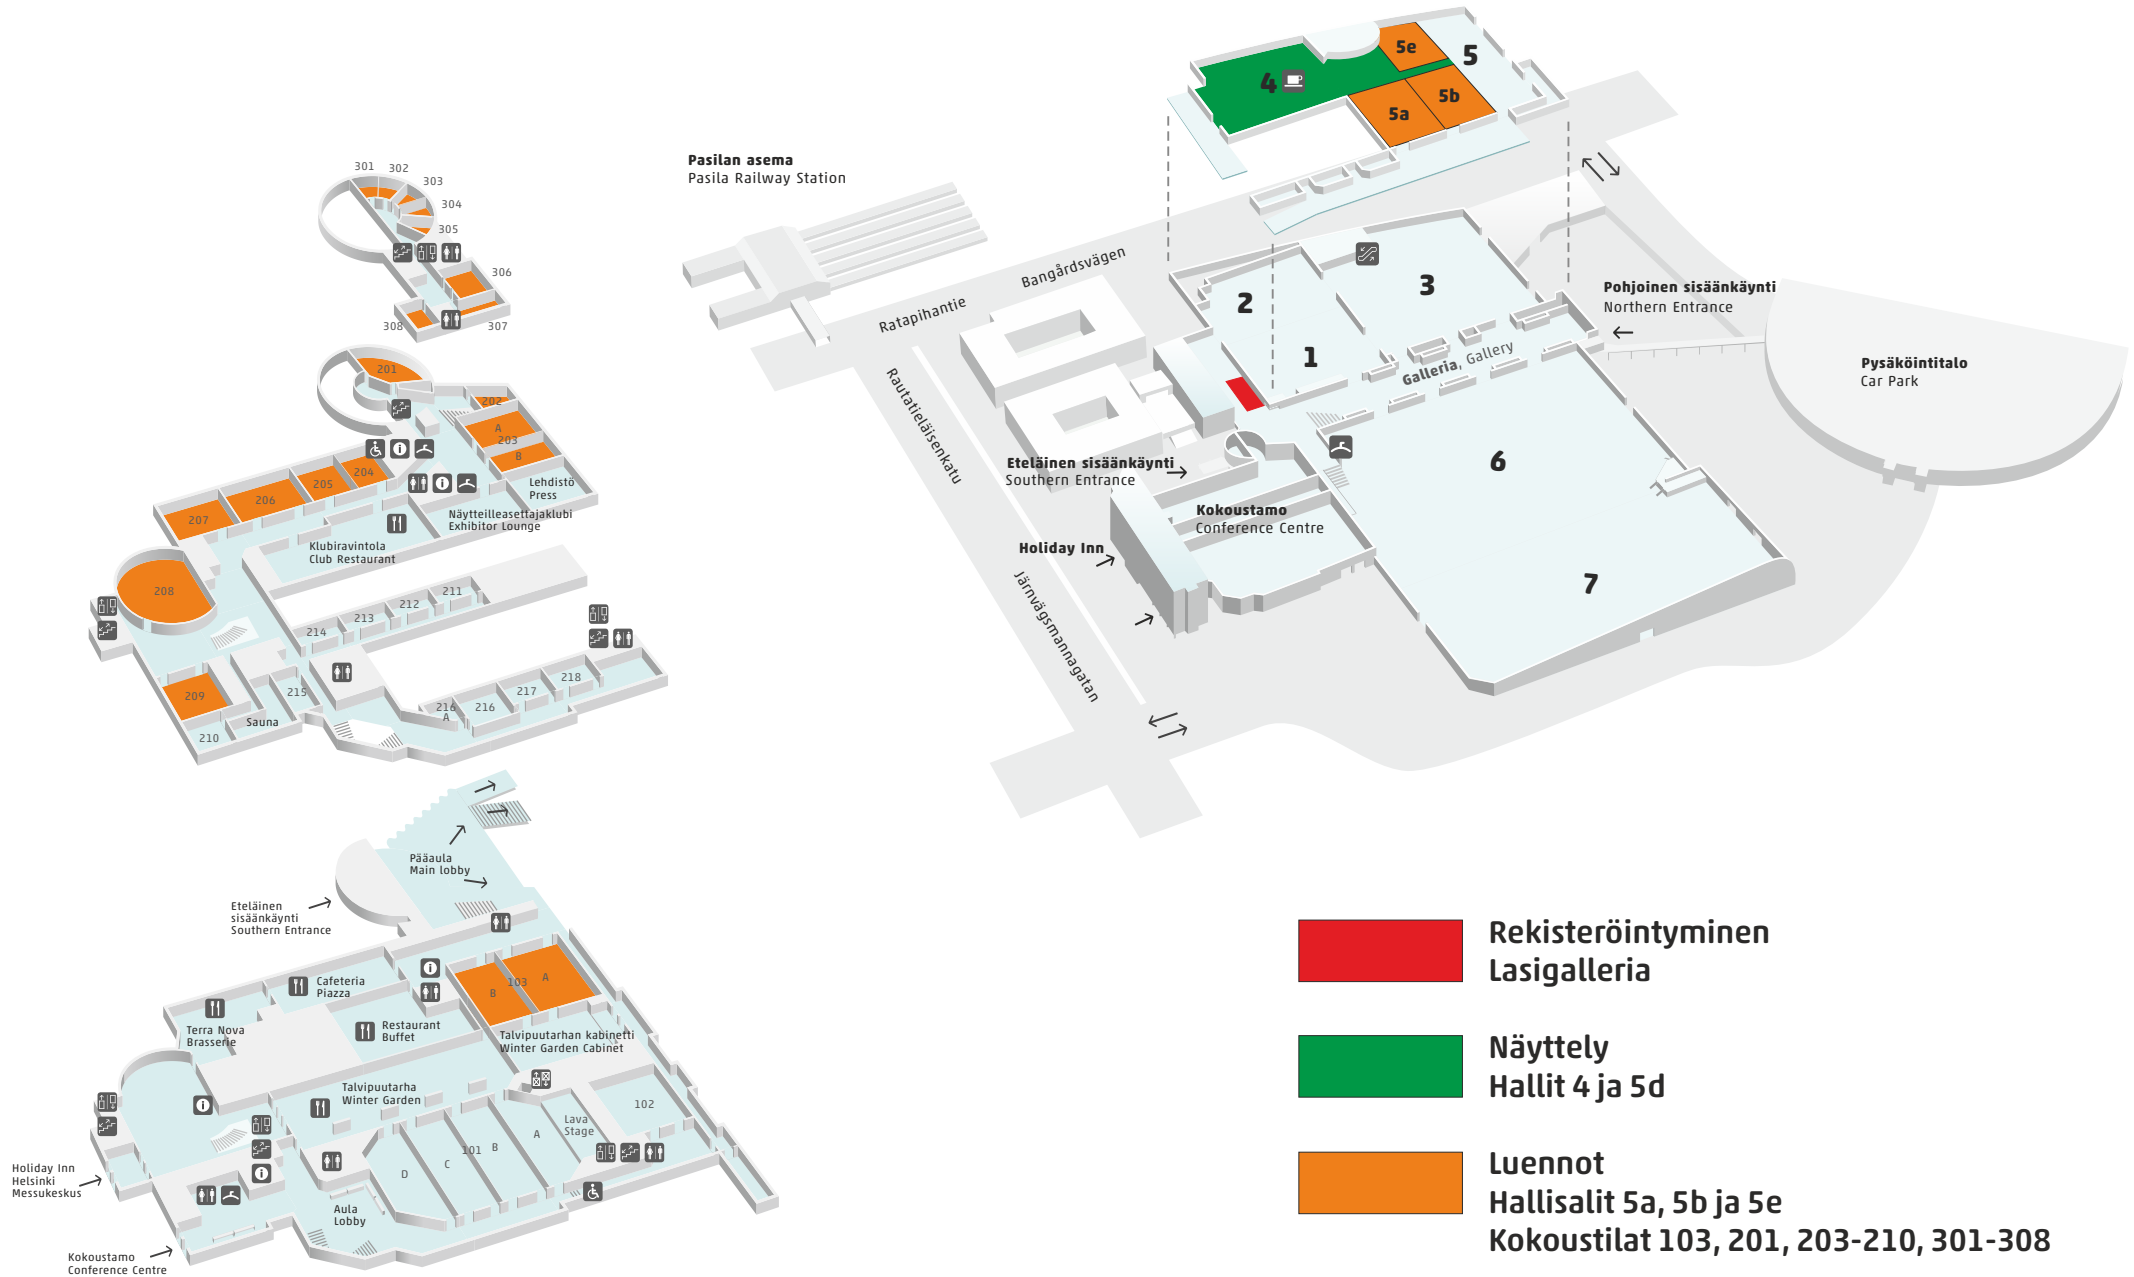 301
302
303
304
305
306
307
308
201
202
A
203
B
204
205
206
207
Lehdistö
Press
Näytteilleasettajaklubi
Exhibitor Lounge
Klubiravintola
Club Restaurant
208
211
212
213
214
209
215
Sauna
210
216
A
216
217
218
Pääaula
Main lobby
Eteläinen
sisäänkäynti
Southern Entrance
Cafeteria
Piazza
Terra Nova
Brasserie
Restaurant
Buffet
B
103
A
Talvipuutarhan kabinetti
Winter Garden Cabinet
Talvipuutarha
Winter Garden
102
Lava
Stage
D
C
101
B
A
Aula
Lobby
Holiday Inn
Helsinki
Messukeskus
Kokoustamo
Conference Centre
Pasilan asema
Pasila Railway Station
Ratapihantie
Bangårdsvägen
Rautatieläisenkatu
Järnvägsmannagatan
4
5e
5
5b
5a
2
3
1
Galleria, Gallery
6
7
Pohjoinen sisäänkäynti
Northern Entrance
Pysäköintitalo
Car Park
Eteläinen sisäänkäynti
Southern Entrance
Kokoustamo
Conference Centre
Holiday Inn
Rekisteröintyminen
Lasigalleria
Näyttely
Hallit 4 ja 5d
Luennot
Hallisalit 5a, 5b ja 5e
Kokoustilat 103, 201, 203-210, 301-308